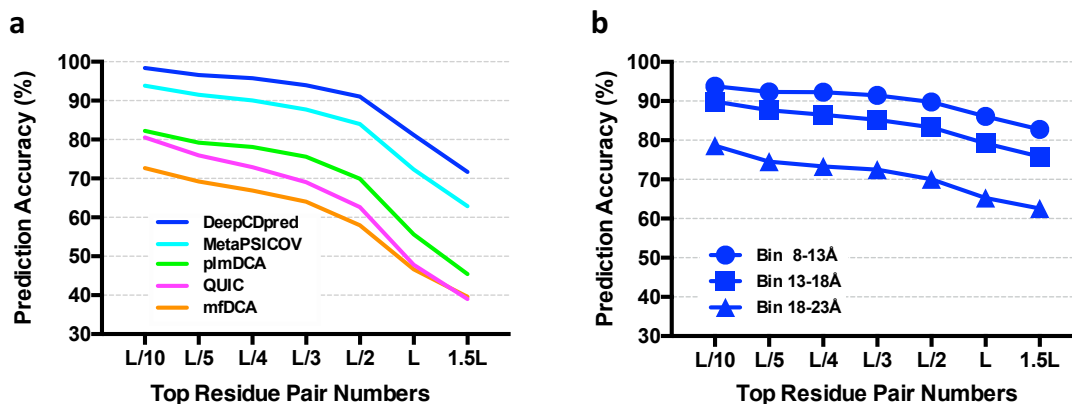 a
Prediction Accuracy (%)
100
90
80
70
60
50
40
30
DeepCDpred
MetaPSICOV
plmDCA
QUIC
mfDCA
L/10 L/5 L/4 L/3 L/2 L 1.5L
Top Residue Pair Numbers
b
Prediction Accuracy (%)
100
90
80
70
60
50
40
30
Bin 8-13Å
Bin 13-18Å
Bin 18-23Å
L/10 L/5 L/4 L/3 L/2 L 1.5L
Top Residue Pair Numbers